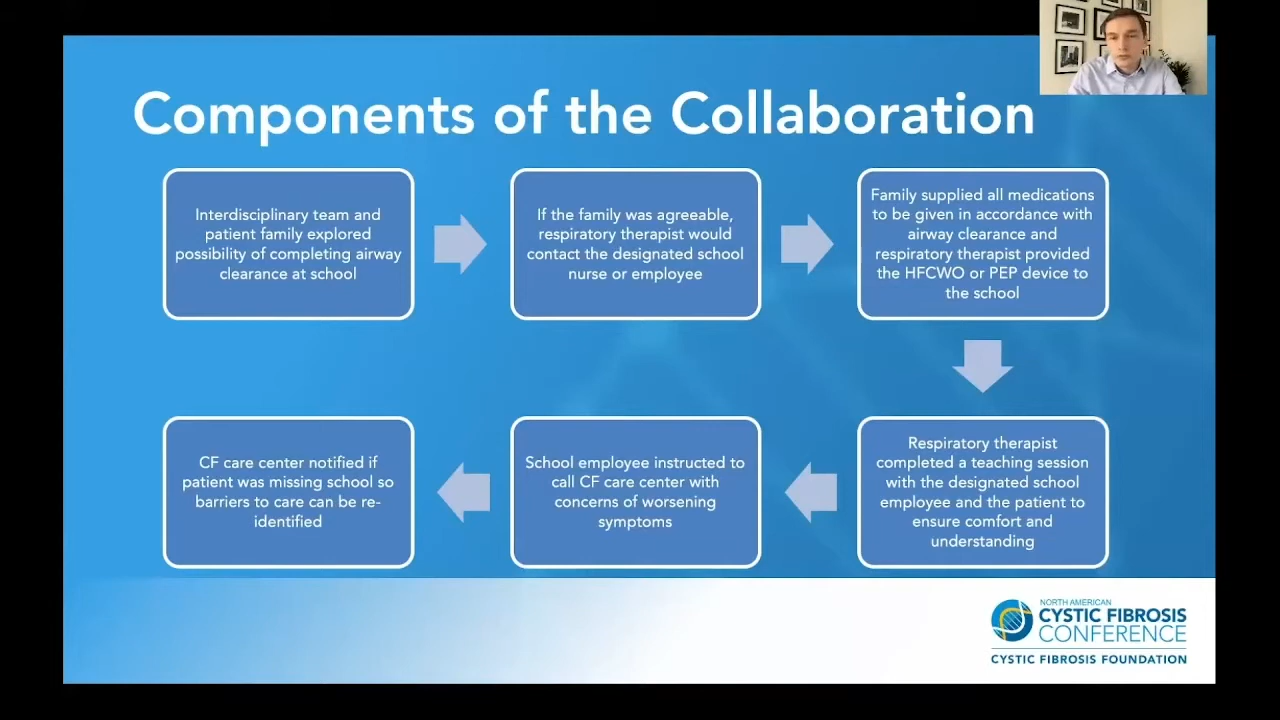 Components of the Collaboration
Interdisciplinary team and
patient family explored
possibility of completing airway
clearance at school
If the family was agreeable,
respiratory therapist would
contact the designated school
nurse or employee
Family supplied all medications
to be given in accordance with
airway clearance and
respiratory therapist provided
the HFCWO or PEP device to
the school
Respiratory therapist
completed a teaching session
with the designated school
employee and the patient to
ensure comfort and
understanding
School employee instructed to
call CF care center with
concerns of worsening
symptoms
CF care center notified if
patient was missing school so
barriers to care can be re-
identified
NORTH AMERICAN
CYSTIC FIBROSIS
CONFERENCE
CYSTIC FIBROSIS FOUNDATION